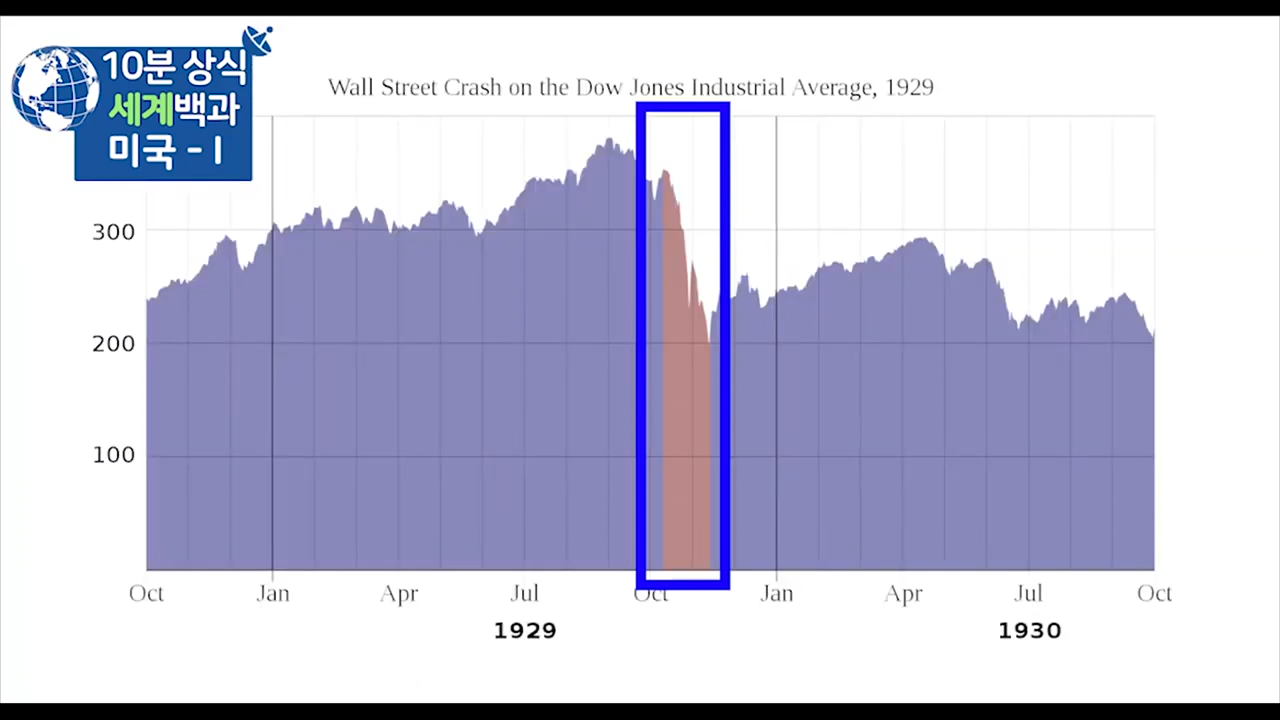 10분 상식
세계백과
미국 - I
Wall Street Crash on the Dow Jones Industrial Average, 1929
300
200
100
Oct Jan Apr Jul Oct Jan Apr Jul Oct
1929 1930